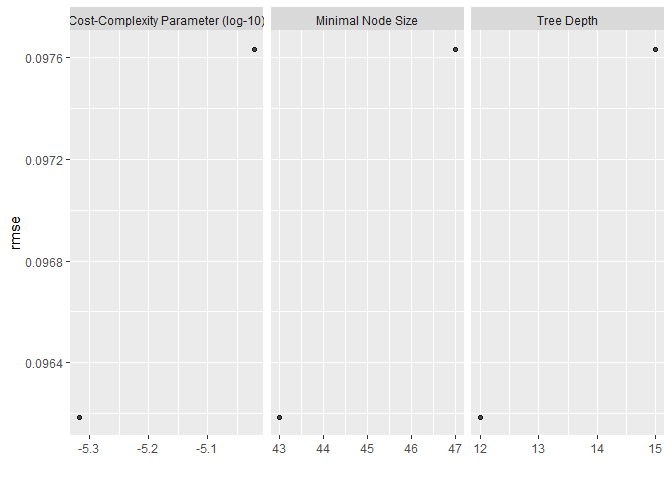 Cost-Complexity Parameter (log-10)
Minimal Node Size
Tree Depth
rmse
0.0976
0.0972
0.0968
0.0964
-5.3 -5.2 -5.1
43 44 45 46 47
12 13 14 15